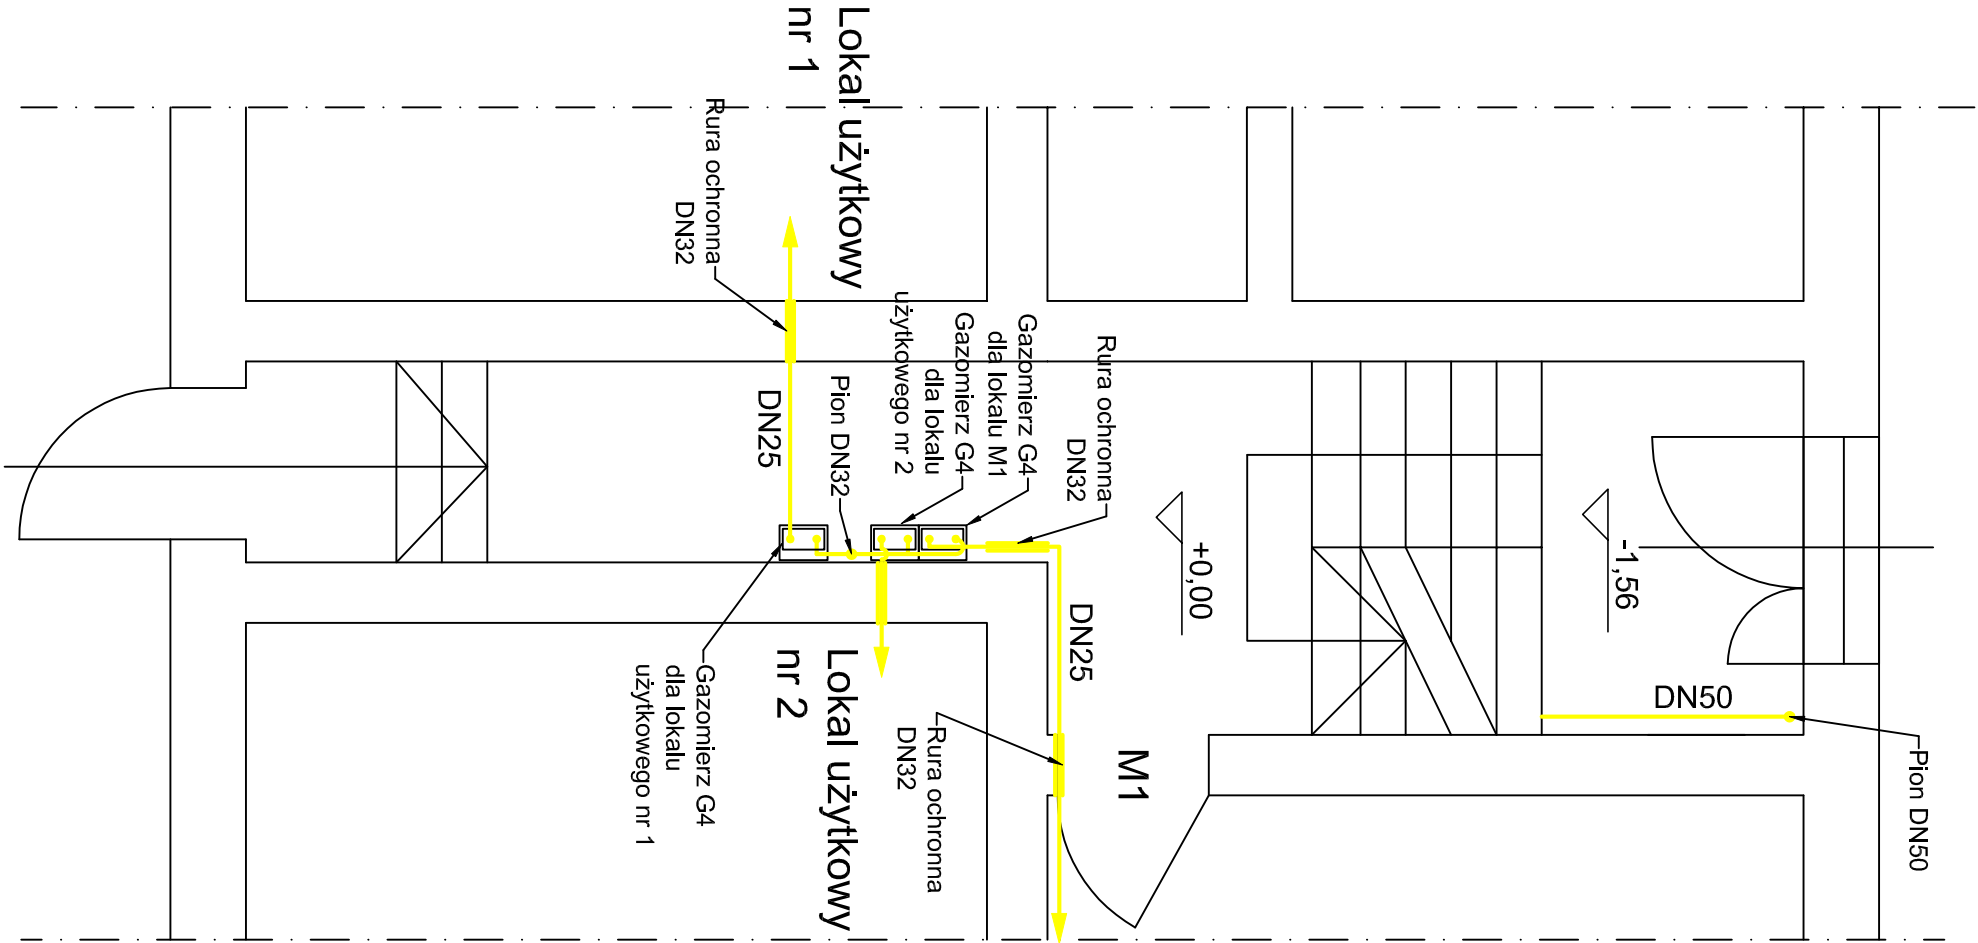 Lokal użytkowy
nr 1
Rura ochronna
DN32
DN25
Pion DN32
Gazomierz G4
dla lokalu
użytkowego nr 2
Gazomierz G4
dla lokalu M1
Rura ochronna
DN32
+0,00
-1,56
DN50
Pion DN50
DN25
M1
Rura ochronna
DN32
Lokal użytkowy
nr 2
Gazomierz G4
dla lokalu
użytkowego nr 1